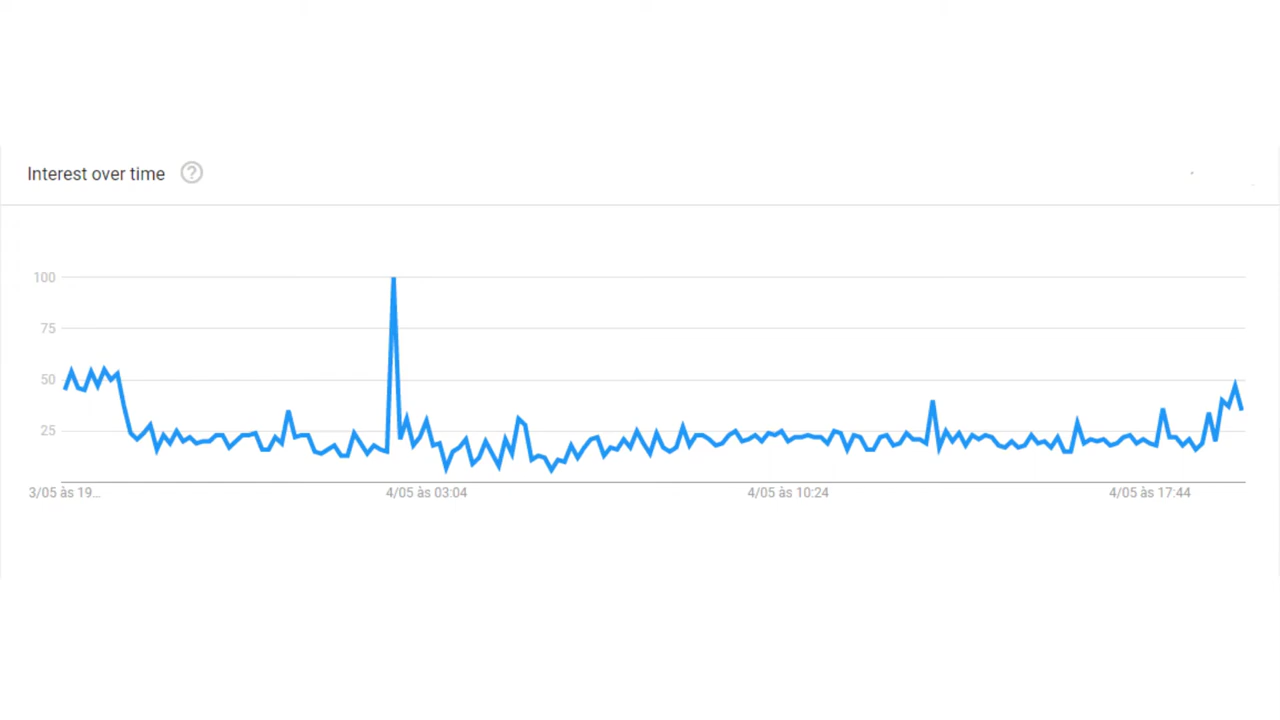 Interest over time ?
100
75
50
25
3/05 às 19... 4/05 às 03:04 4/05 às 10:24 4/05 às 17:44